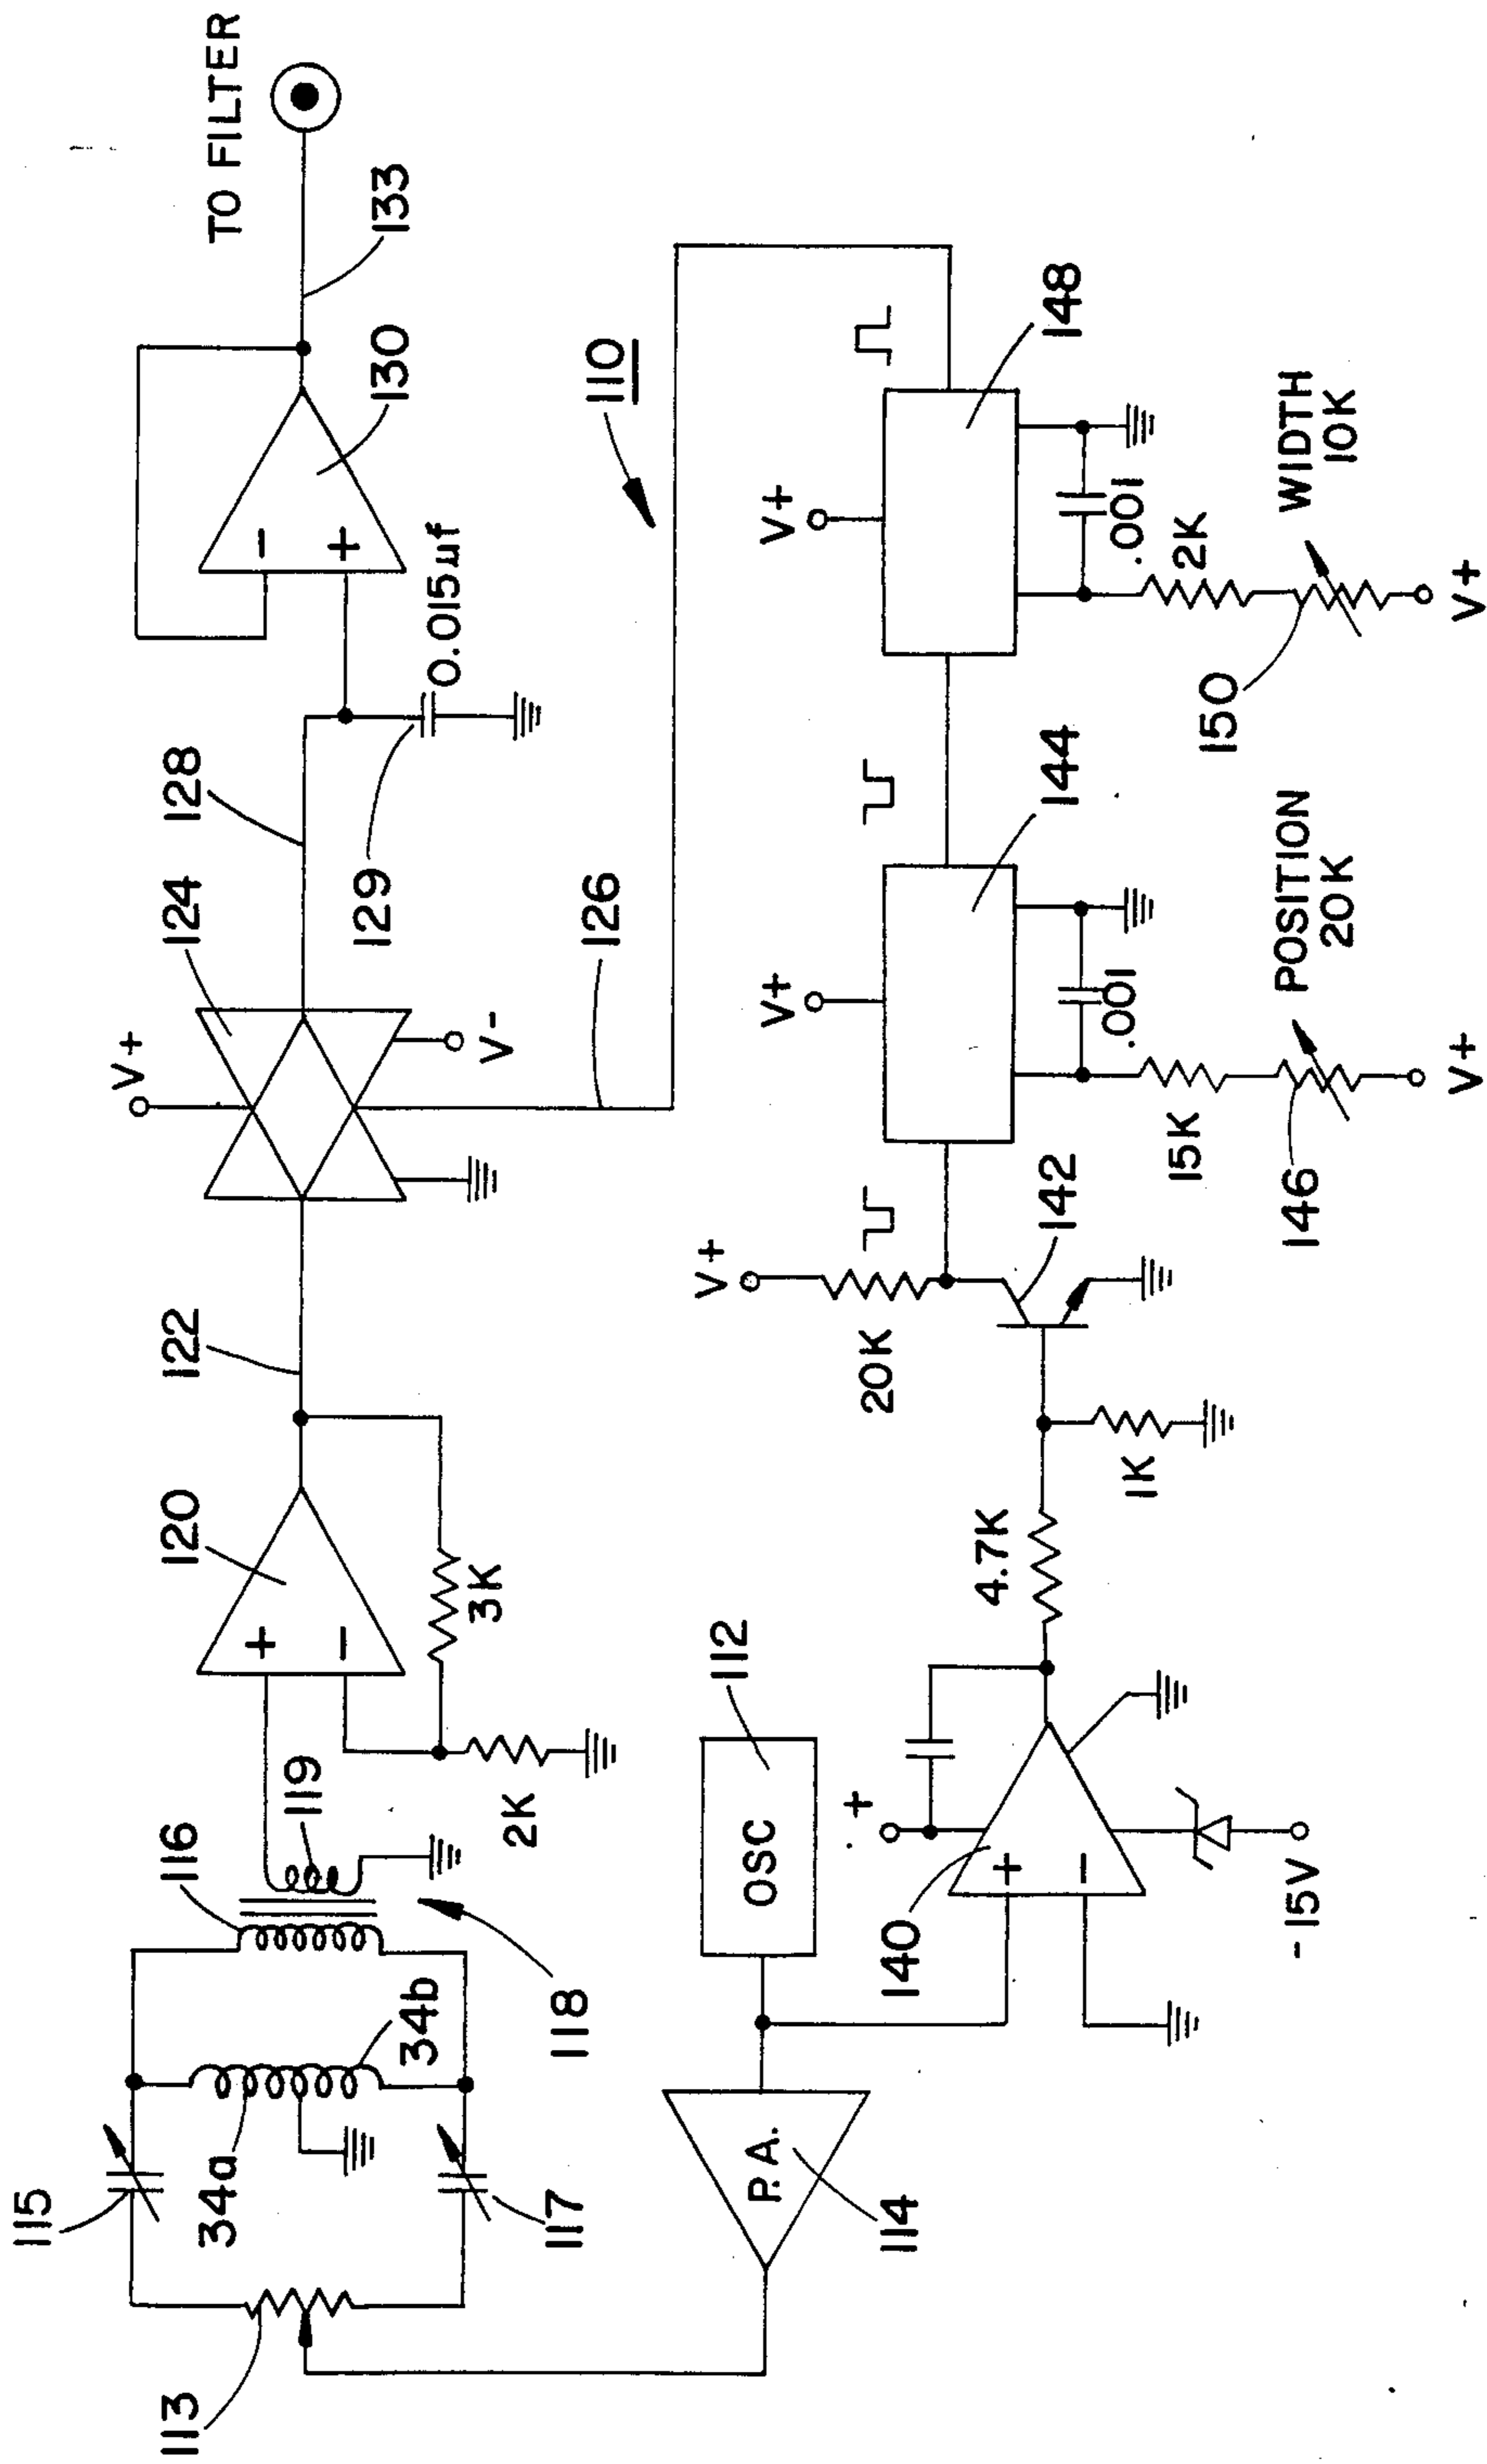 TO FILTER
133
130
-
+
0.015µf
128
129
124
V+
V-
126
122
120
+
-
3K
2K
119
116
118
34b
34a
115
117
113
110
148
V+
.001
2K
WIDTH
10K
150
V+
144
V+
.001
15K
POSITION
20K
146
V+
V+
20K
142
1K
4.7K
112
OSC
+
140
+
-
-15V
P.A.
114